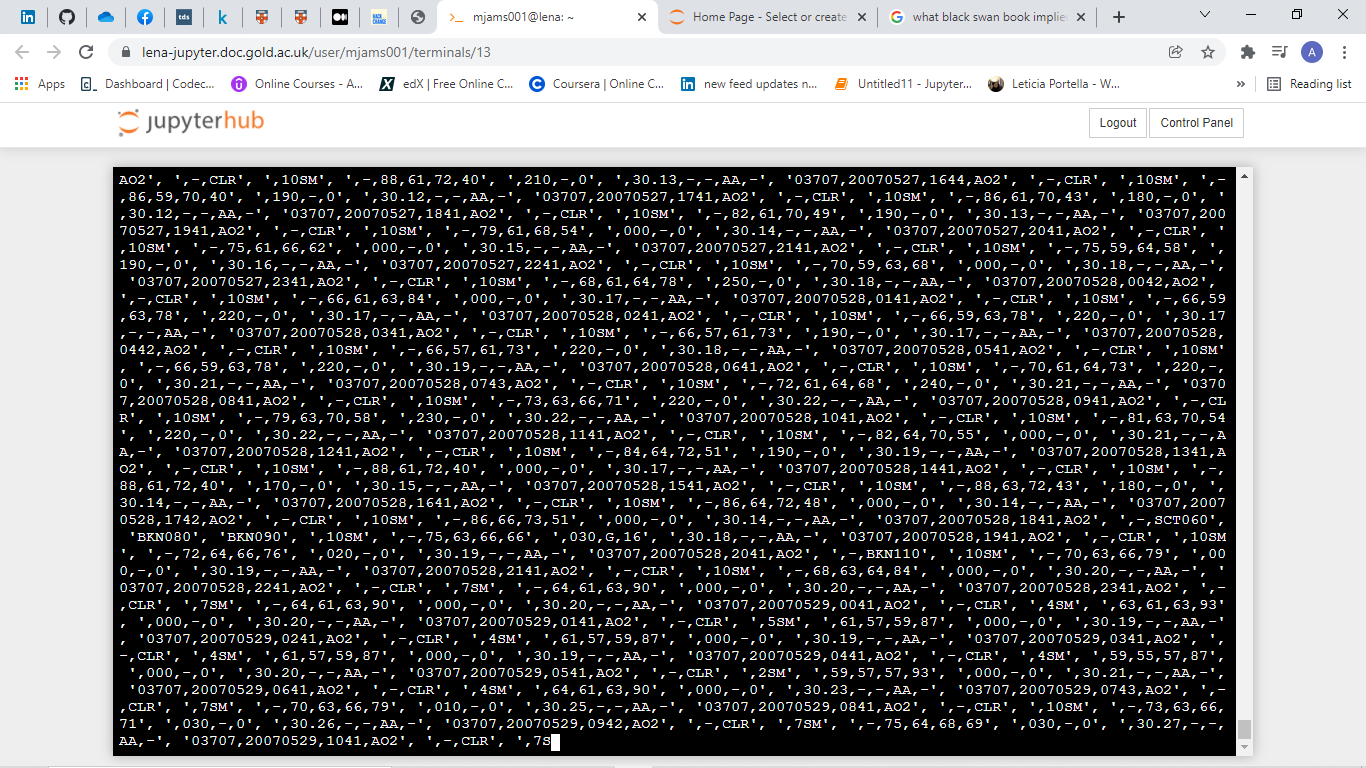 mjams001@lena: ~
Home Page - Select or create
what black swan book implie
lena-jupyter.doc.gold.ac.uk/user/mjams001/terminals/13
Apps
Dashboard | Codec...
Online Courses - A...
edX | Free Online C...
Coursera | Online C...
new feed updates n...
Untitled11 - Jupyter...
Leticia Portella - W...
»
Reading list
jupyterhub
Logout
Control Panel
AO2', ',-,CLR', ',10SM', ',-,88,61,72,40', ',210,-,0', ',30.13,-,-,AA,-', '03707,20070527,1644,AO2', ',-,CLR', ',10SM', ',-
,86,59,70,40', ',190,-,0', ',30.12,-,-,AA,-', '03707,20070527,1741,AO2', ',-,CLR', ',10SM', ',-,86,61,70,43', ',180,-,0', '
,30.12,-,-,AA,-', '03707,20070527,1841,AO2', ',-,CLR', ',10SM', ',-,82,61,70,49', ',190,-,0', ',30.13,-,-,AA,-', '03707,200
70527,1941,AO2', ',-,CLR', ',10SM', ',-,79,61,68,54', ',000,-,0', ',30.14,-,-,AA,-', '03707,20070527,2041,AO2', ',-,CLR', '
,10SM', ',-,75,61,66,62', ',000,-,0', ',30.15,-,-,AA,-', '03707,20070527,2141,AO2', ',-,CLR', ',10SM', ',-,75,59,64,58', ',
190,-,0', ',30.16,-,-,AA,-', '03707,20070527,2241,AO2', ',-,CLR', ',10SM', ',-,70,59,63,68', ',000,-,0', ',30.18,-,-,AA,-',
'03707,20070527,2341,AO2', ',-,CLR', ',10SM', ',-,68,61,64,78', ',250,-,0', ',30.18,-,-,AA,-', '03707,20070528,0042,AO2',
',-,CLR', ',10SM', ',-,66,61,63,84', ',000,-,0', ',30.17,-,-,AA,-', '03707,20070528,0141,AO2', ',-,CLR', ',10SM', ',-,66,59
,63,78', ',220,-,0', ',30.17,-,-,AA,-', '03707,20070528,0241,AO2', ',-,CLR', ',10SM', ',-,66,59,63,78', ',220,-,0', ',30.17
,-,-,AA,-', '03707,20070528,0341,AO2', ',-,CLR', ',10SM', ',-,66,57,61,73', ',190,-,0', ',30.17,-,-,AA,-', '03707,20070528,
0442,AO2', ',-,CLR', ',10SM', ',-,66,57,61,73', ',220,-,0', ',30.18,-,-,AA,-', '03707,20070528,0541,AO2', ',-,CLR', ',10SM'
, ',-,66,59,63,78', ',220,-,0', ',30.19,-,-,AA,-', '03707,20070528,0641,AO2', ',-,CLR', ',10SM', ',-,70,61,64,73', ',220,-,
0', ',30.21,-,-,AA,-', '03707,20070528,0743,AO2', ',-,CLR', ',10SM', ',-,72,61,64,68', ',240,-,0', ',30.21,-,-,AA,-', '0370
7,20070528,0841,AO2', ',-,CLR', ',10SM', ',-,73,63,66,71', ',220,-,0', ',30.22,-,-,AA,-', '03707,20070528,0941,AO2', ',-,CL
R', ',10SM', ',-,79,63,70,58', ',230,-,0', ',30.22,-,-,AA,-', '03707,20070528,1041,AO2', ',-,CLR', ',10SM', ',-,81,63,70,54
', ',220,-,0', ',30.22,-,-,AA,-', '03707,20070528,1141,AO2', ',-,CLR', ',10SM', ',-,82,64,70,55', ',000,-,0', ',30.21,-,-,A
A,-', '03707,20070528,1241,AO2', ',-,CLR', ',10SM', ',-,84,64,72,51', ',190,-,0', ',30.19,-,-,AA,-', '03707,20070528,1341,A
O2', ',-,CLR', ',10SM', ',-,88,61,72,40', ',000,-,0', ',30.17,-,-,AA,-', '03707,20070528,1441,AO2', ',-,CLR', ',10SM', ',-,
88,61,72,40', ',170,-,0', ',30.15,-,-,AA,-', '03707,20070528,1541,AO2', ',-,CLR', ',10SM', ',-,88,63,72,43', ',180,-,0', ',
30.14,-,-,AA,-', '03707,20070528,1641,AO2', ',-,CLR', ',10SM', ',-,86,64,72,48', ',000,-,0', ',30.14,-,-,AA,-', '03707,2007
0528,1742,AO2', ',-,CLR', ',10SM', ',-,86,66,73,51', ',000,-,0', ',30.14,-,-,AA,-', '03707,20070528,1841,AO2', ',-,SCT060',
'BKN080', 'BKN090', ',10SM', ',-,75,63,66,66', ',030,G,16', ',30.18,-,-,AA,-', '03707,20070528,1941,AO2', ',-,CLR', ',10SM
', ',-,72,64,66,76', ',020,-,0', ',30.19,-,-,AA,-', '03707,20070528,2041,AO2', ',-,BKN110', ',10SM', ',-,70,63,66,79', ',00
0,-,0', ',30.19,-,-,AA,-', '03707,20070528,2141,AO2', ',-,CLR', ',10SM', ',-,68,63,64,84', ',000,-,0', ',30.20,-,-,AA,-', '
03707,20070528,2241,AO2', ',-,CLR', ',7SM', ',-,64,61,63,90', ',000,-,0', ',30.20,-,-,AA,-', '03707,20070528,2341,AO2', ',-
,CLR', ',7SM', ',-,64,61,63,90', ',000,-,0', ',30.20,-,-,AA,-', '03707,20070529,0041,AO2', ',-,CLR', ',4SM', ',63,61,63,93'
, ',000,-,0', ',30.20,-,-,AA,-', '03707,20070529,0141,AO2', ',-,CLR', ',5SM', ',61,57,59,87', ',000,-,0', ',30.19,-,-,AA,-'
, '03707,20070529,0241,AO2', ',-,CLR', ',4SM', ',61,57,59,87', ',000,-,0', ',30.19,-,-,AA,-', '03707,20070529,0341,AO2', ',
-,CLR', ',4SM', ',61,57,59,87', ',000,-,0', ',30.19,-,-,AA,-', '03707,20070529,0441,AO2', ',-,CLR', ',4SM', ',59,55,57,87',
',000,-,0', ',30.20,-,-,AA,-', '03707,20070529,0541,AO2', ',-,CLR', ',2SM', ',59,57,57,93', ',000,-,0', ',30.21,-,-,AA,-',
'03707,20070529,0641,AO2', ',-,CLR', ',4SM', ',64,61,63,90', ',000,-,0', ',30.23,-,-,AA,-', '03707,20070529,0743,AO2', ',-
,CLR', ',7SM', ',-,70,63,66,79', ',010,-,0', ',30.25,-,-,AA,-', '03707,20070529,0841,AO2', ',-,CLR', ',10SM', ',-,73,63,66,
71', ',030,-,0', ',30.26,-,-,AA,-', '03707,20070529,0942,AO2', ',-,CLR', ',7SM', ',-,75,64,68,69', ',030,-,0', ',30.27,-,-,
AA,-', '03707,20070529,1041,AO2', ',-,CLR', ',7S